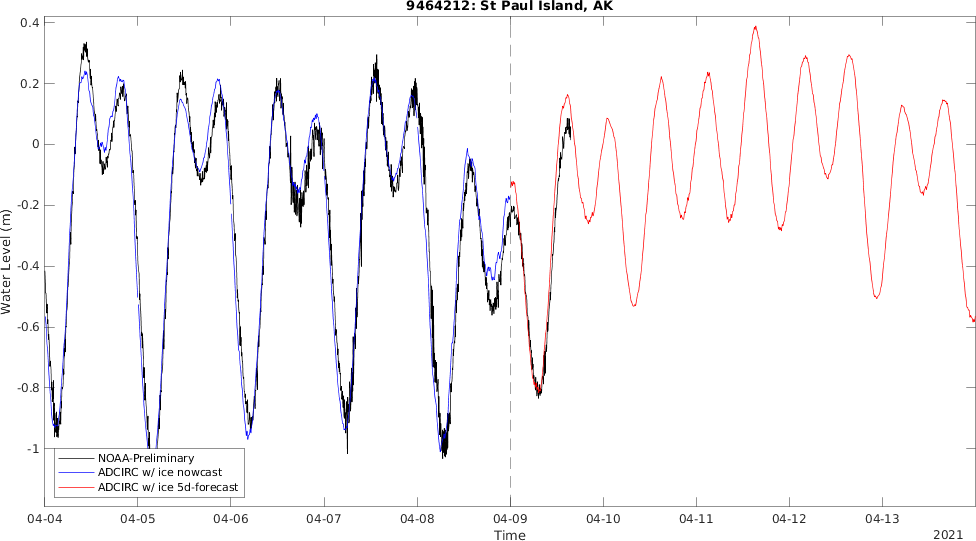 9464212: St Paul Island, AK
0.4
0.2
0
-0.2
-0.4
-0.6
-0.8
-1
Water Level (m)
NOAA-Preliminary
ADCIRC w/ ice nowcast
ADCIRC w/ ice 5d-forecast
04-04 04-05 04-06 04-07 04-08 04-09 04-10 04-11 04-12 04-13
Time
2021